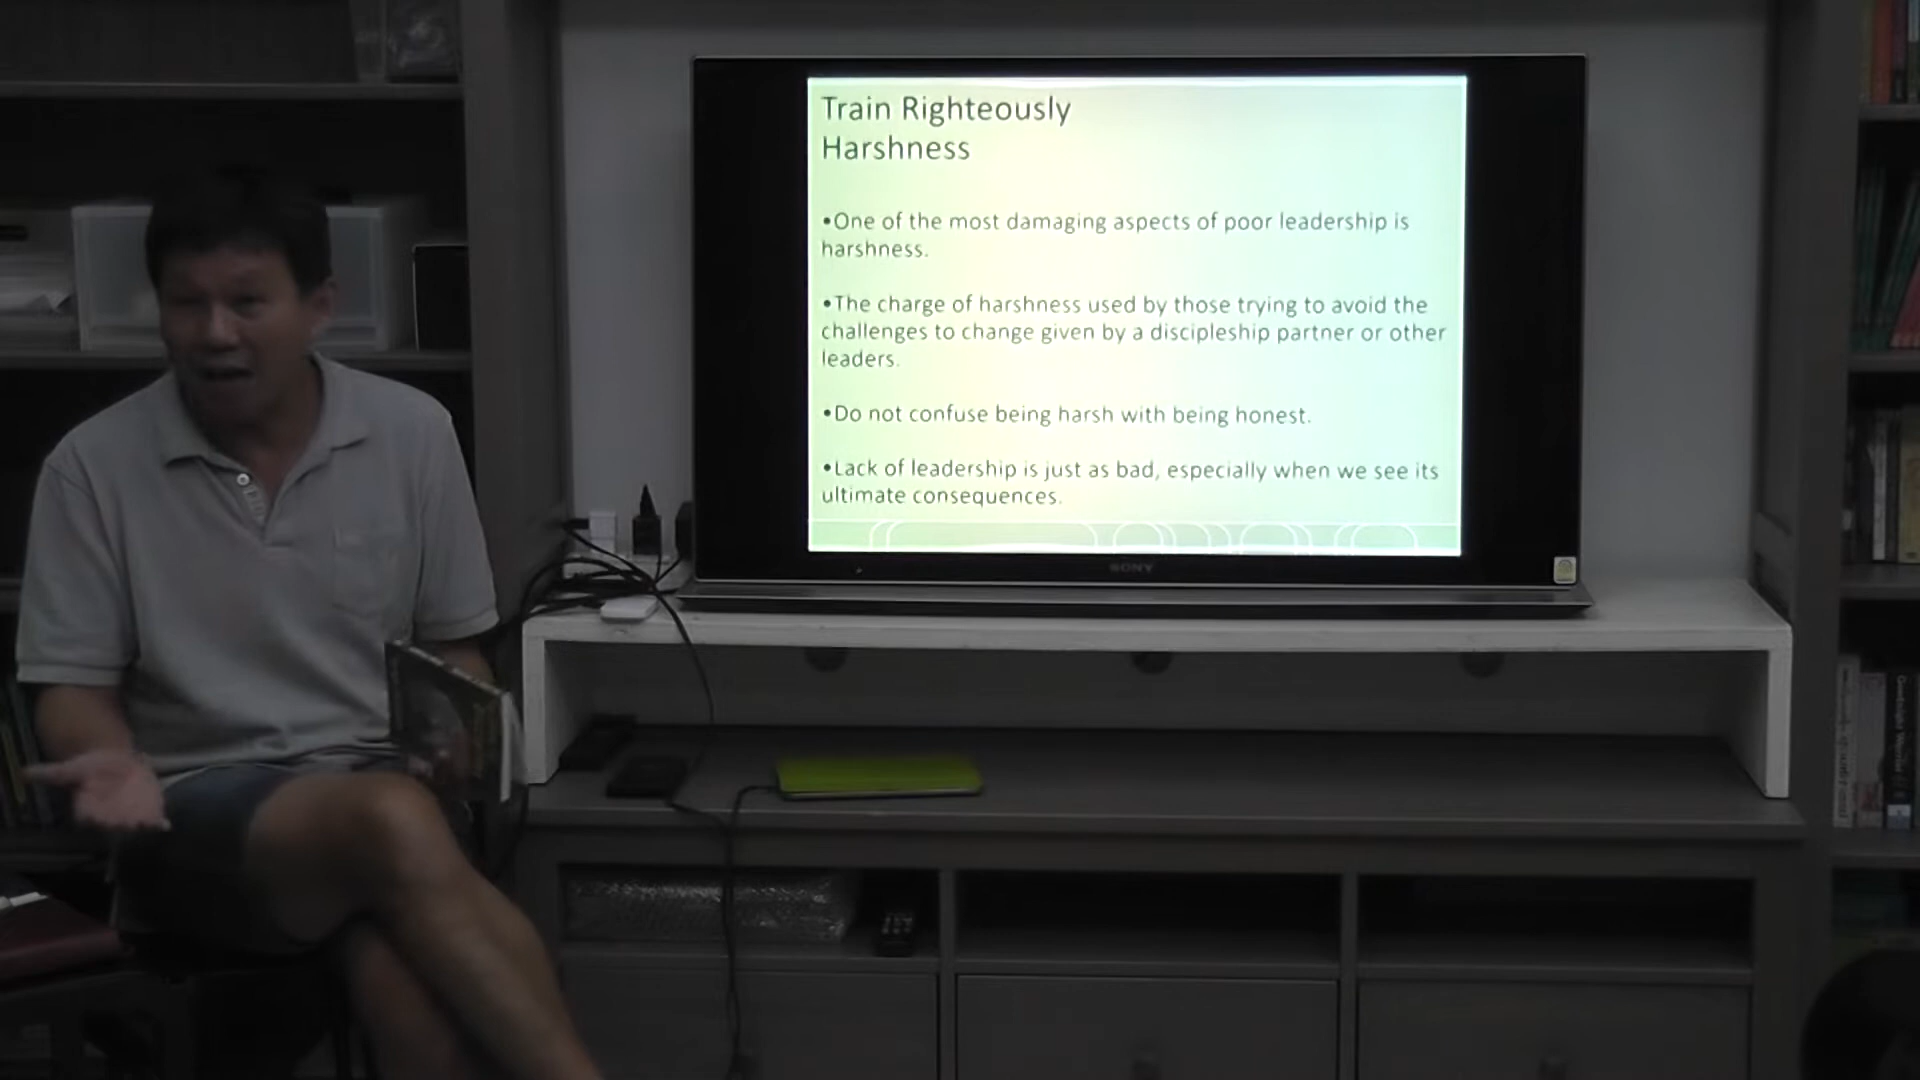 Train Righteously
Harshness
•One of the most damaging aspects of poor leadership is
harshness.
•The charge of harshness used by those trying to avoid the
challenges to change given by a discipleship partner or other
leaders.
•Do not confuse being harsh with being honest.
•Lack of leadership is just as bad, especially when we see its
ultimate consequences.
SONY